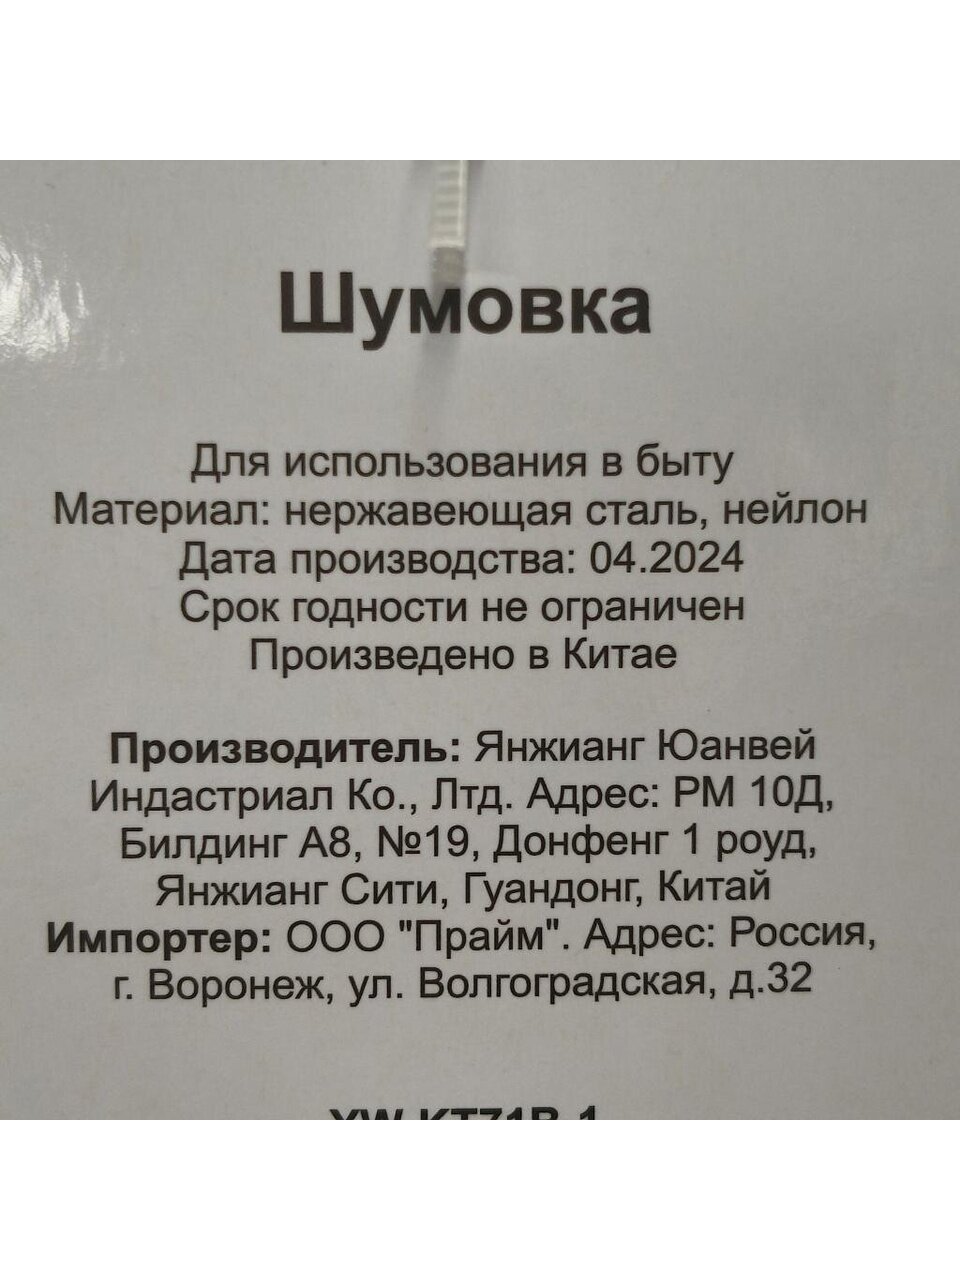 Шумовка
Для использования в быту
Материал: нержавеющая сталь, нейлон
Дата производства: 04.2024
Срок годности не ограничен
Произведено в Китае
Производитель: Янжианг Юанвей
Индастриал Ко., Лтд. Адрес: РМ 10Д,
Билдинг А8, №19, Донфенг 1 роуд,
Янжианг Сити, Гуандонг, Китай
Импортер: ООО "Прайм". Адрес: Россия,
г. Воронеж, ул. Волгоградская, д.32